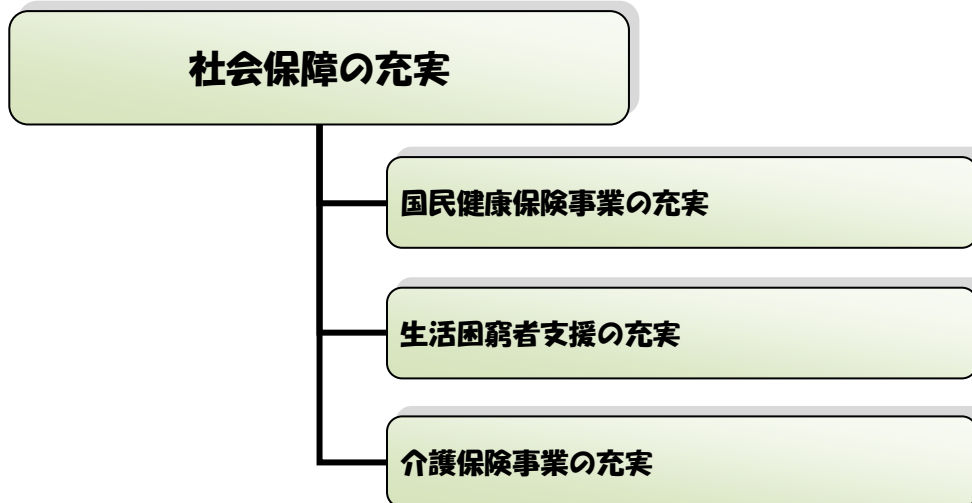 社会保障の充実
国民健康保険事業の充実
生活困窮者支援の充実
介護保険事業の充実